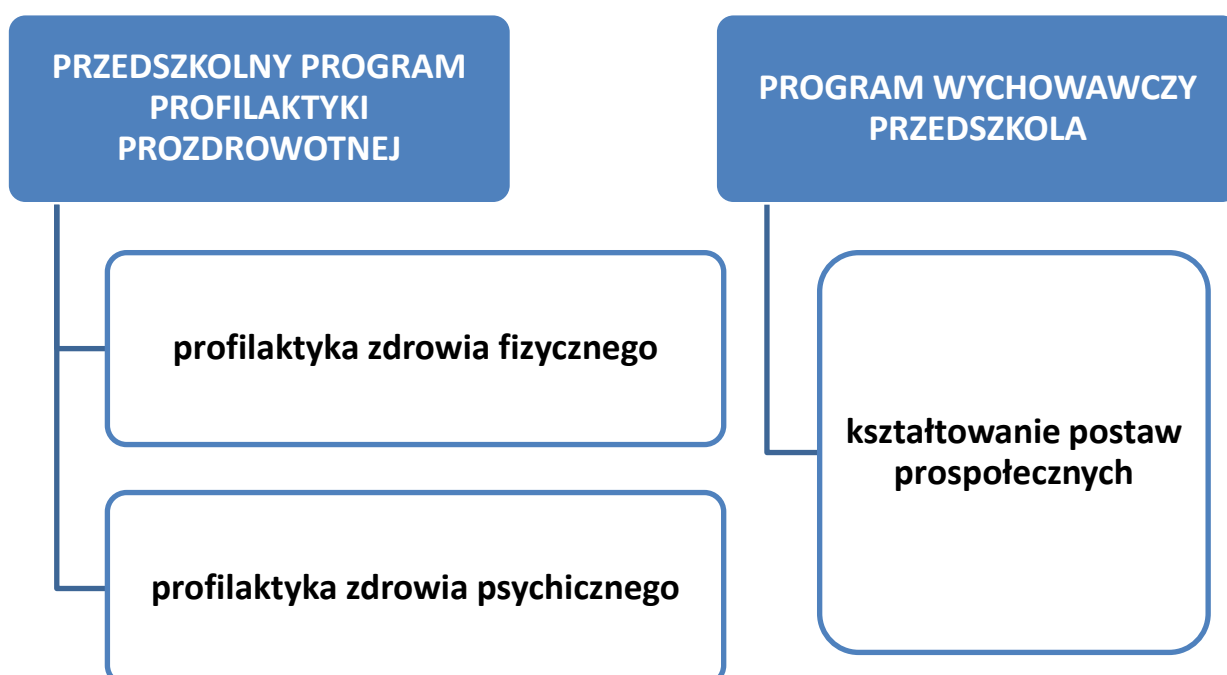 PRZEDSZKOLNY PROGRAM
PROFILAKTYKI
PROZDROWOTNEJ
profilaktyka zdrowia fizycznego
profilaktyka zdrowia psychicznego
PROGRAM WYCHOWAWCZY
PRZEDSZKOLA
kształtowanie postaw
prospołecznych